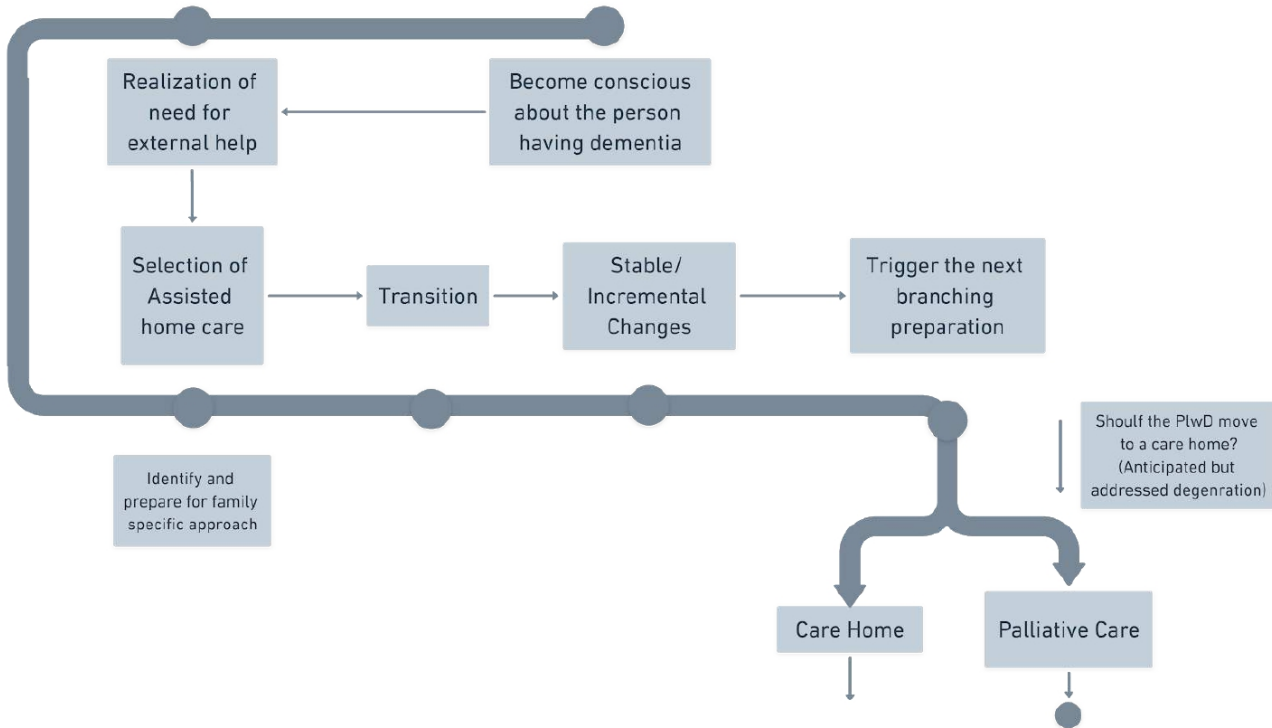 Realization of
need for
external help
Become conscious
about the person
having dementia
Selection of
Assisted
home care
Transition
Stable/
Incremental
Changes
Trigger the next
branching
preparation
Identify and
prepare for family
specific approach
Shoulf the PlwD move
to a care home?
(Anticipated but
addressed degenration)
Care Home
Palliative Care